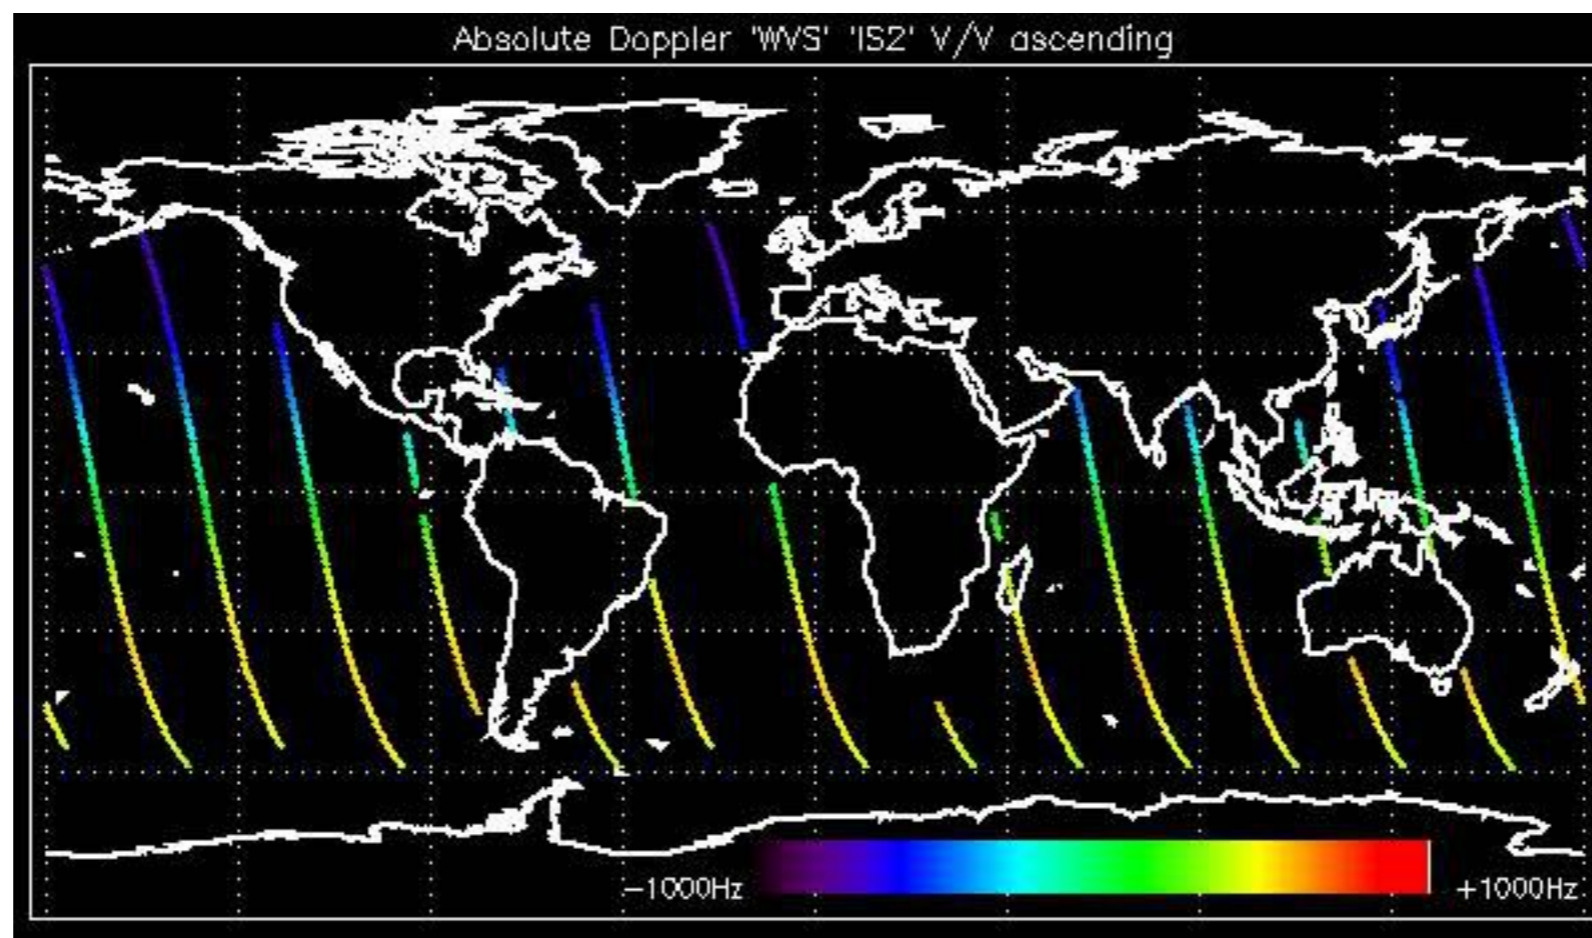 Absolute Doppler 'WVS' 'IS2' V/V ascending
−1000Hz +1000Hz